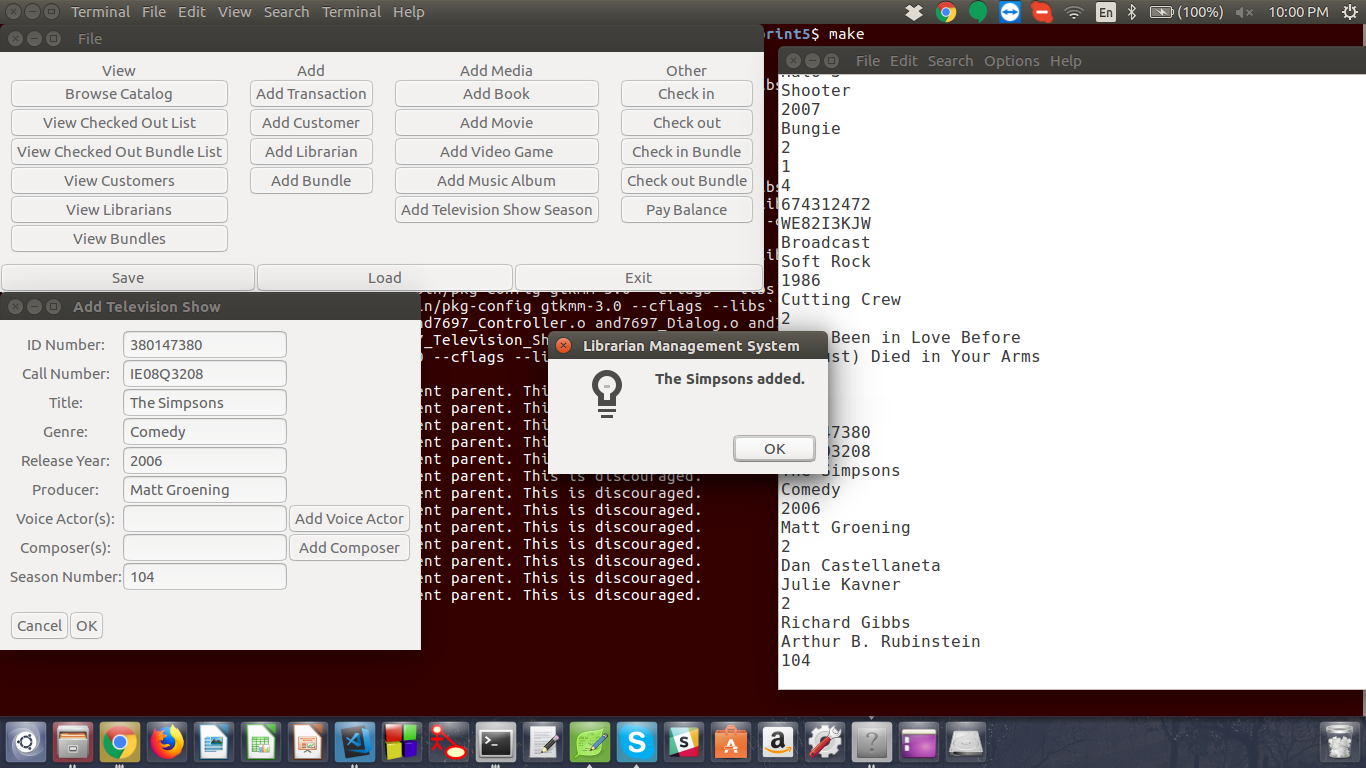 Terminal File Edit View Search Terminal Help
En (100%) 10:00 PM
File
rint5$ make
File Edit Search Options Help
View Add Add Media Other
Browse Catalog Add Transaction Add Book Check in
View Checked Out List Add Customer Add Movie Check out
View Checked Out Bundle List Add Librarian Add Video Game Check in Bundle
View Customers Add Bundle Add Music Album Check out Bundle
View Librarians Add Television Show Season Pay Balance
View Bundles
Save Load Exit
Add Television Show
ID Number: 380147380
Call Number: IE08Q3208
Title: The Simpsons
Genre: Comedy
Release Year: 2006
Producer: Matt Groening
Voice Actor(s): Add Voice Actor
Composer(s): Add Composer
Season Number: 104
Cancel OK
n/pkg-config gtkmm-3.0 --cflags --libs`
d7697_Controller.o and7697_Dialog.o and7
_Television_Sh
0 --cflags --li
ent parent. Thi
ent parent. Thi
ent parent. Thi
ent parent. Thi
ent parent. Thi
ent parent. This is discouraged.
ent parent. This is discouraged.
ent parent. This is discouraged.
ent parent. This is discouraged.
ent parent. This is discouraged.
ent parent. This is discouraged.
ent parent. This is discouraged.
ent parent. This is discouraged.
Librarian Management System
The Simpsons added.
OK
Shooter
2007
Bungie
2
1
4
674312472
WE82I3KJW
Broadcast
Soft Rock
1986
Cutting Crew
2
Been in Love Before
ust) Died in Your Arms
47380
Q3208
The Simpsons
Comedy
2006
Matt Groening
2
Dan Castellaneta
Julie Kavner
2
Richard Gibbs
Arthur B. Rubinstein
104